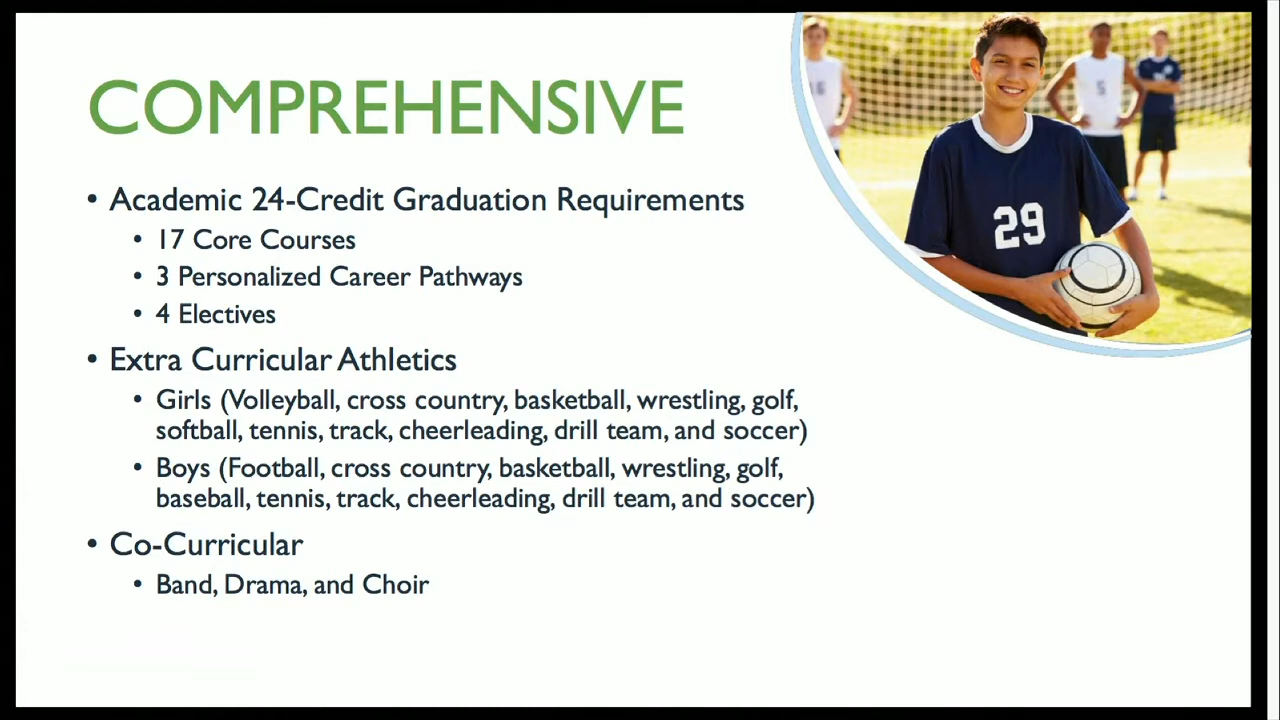 COMPREHENSIVE
• Academic 24-Credit Graduation Requirements
• 17 Core Courses
• 3 Personalized Career Pathways
• 4 Electives
• Extra Curricular Athletics
• Girls (Volleyball, cross country, basketball, wrestling, golf,
softball, tennis, track, cheerleading, drill team, and soccer)
• Boys (Football, cross country, basketball, wrestling, golf,
baseball, tennis, track, cheerleading, drill team, and soccer)
• Co-Curricular
• Band, Drama, and Choir
29
5